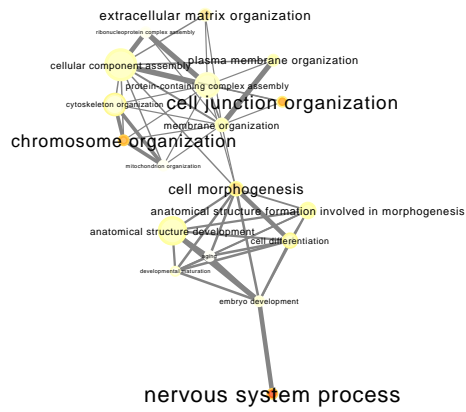 extracellular matrix organization
ribonucleoprotein complex assembly
plasma membrane organization
cellular component assembly
protein-containing complex assembly
cell junction organization
cytoskeleton organization
membrane organization
chromosome organization
mitochondrion organization
cell morphogenesis
anatomical structure formation involved in morphogenesis
anatomical structure development
cell differentiation
aging
developmental maturation
embryo development
nervous system process